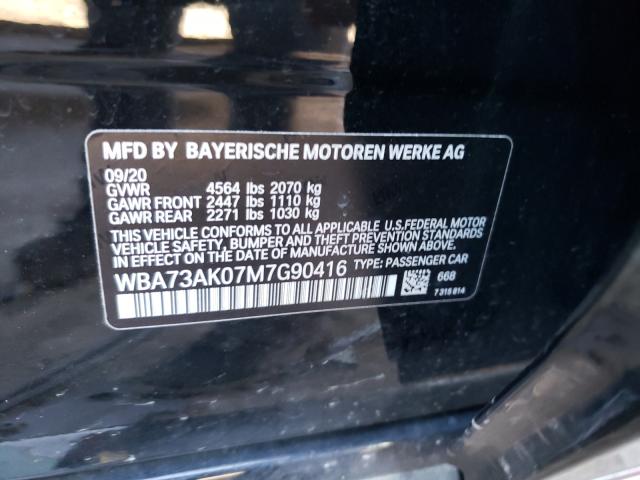 MFD BY BAYERISCHE MOTOREN WERKE AG
09/20
GVWR 4564 lbs 2070 kg
GAWR FRONT 2447 lbs 1110 kg
GAWR REAR 2271 lbs 1030 kg
THIS VEHICLE CONFORMS TO ALL APPLICABLE U.S.FEDERAL MOTOR
VEHICLE SAFETY, BUMPER, AND THEFT PREVENTION STANDARDS
IN EFFECT ON THE DATE OF MANUFACTURE SHOWN ABOVE.
WBA73AK07M7G90416 TYPE: PASSENGER CAR
668
7 315 814